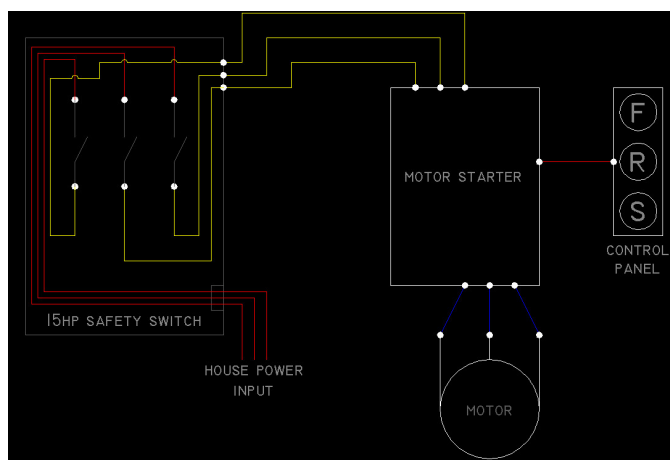 F
R
MOTOR STARTER
S
CONTROL
PANEL
15HP SAFETY SWITCH
HOUSE POWER
INPUT
MOTOR